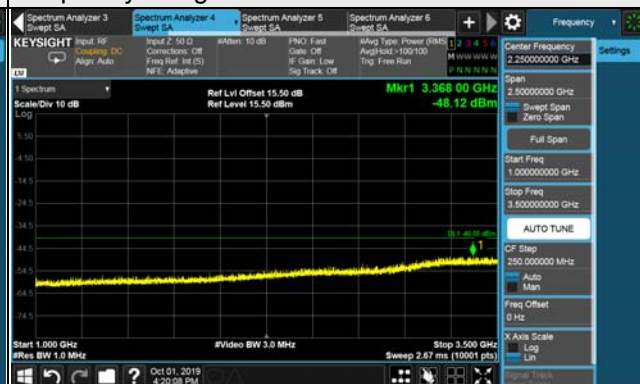 Spectrum Analyzer 3
Swept SA
Spectrum Analyzer 4
Swept SA
Spectrum Analyzer 5
Swept SA
Spectrum Analyzer 6
Swept SA
Frequency
KEYSIGHT
Input: RF
Coupling: DC
Align: Auto
Input Z: 50 Ω
Corrections: Off
Freq Ref: Int (S)
NFE: Adaptive
#Atten: 10 dB
PNO: Fast
Gate: Off
IF Gain: Low
Sig Track: Off
#Avg Type: Power (RMS
Avg|Hold:>100/100
Trig: Free Run
1 2 3 4 5 6
M W W W W W
P N N N N N
LXI
1 Spectrum
Scale/Div 10 dB
Log
Ref Lvl Offset 15.50 dB
Ref Level 15.50 dBm
Mkr1 3.368 00 GHz
-48.12 dBm
5.50
-4.50
-14.5
-24.5
-34.5
DL1 -40.00 dBm
-44.5
1
-54.5
-64.5
-74.5
Start 1.000 GHz
#Res BW 1.0 MHz
#Video BW 3.0 MHz
Stop 3.500 GHz
Sweep 2.67 ms (10001 pts)
Oct 01, 2019
4:20:08 PM
Center Frequency
2.250000000 GHz
Span
2.50000000 GHz
Swept Span
Zero Span
Full Span
Start Freq
1.000000000 GHz
Stop Freq
3.500000000 GHz
AUTO TUNE
CF Step
250.000000 MHz
Auto
Man
Freq Offset
0 Hz
X Axis Scale
Log
Lin
Signal Track
Settings